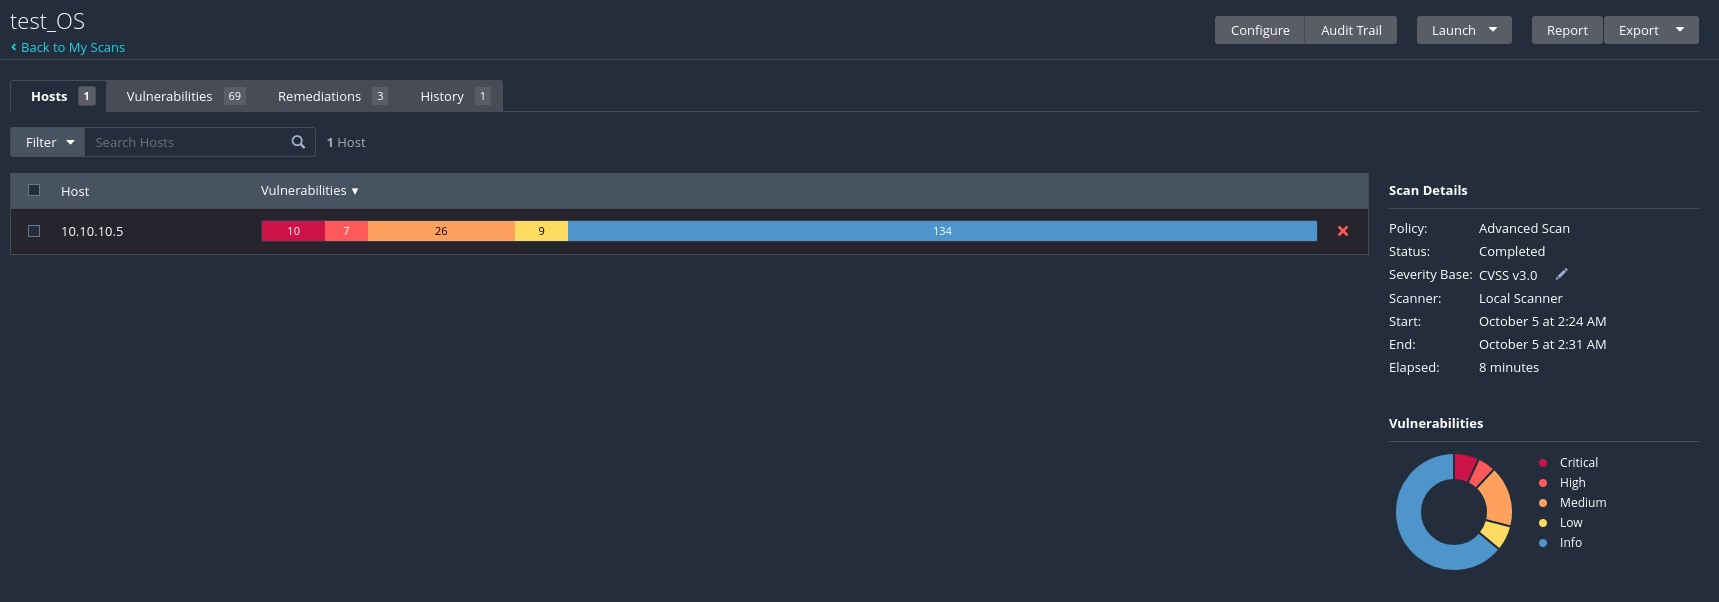 test_OS
‹ Back to My Scans
Configure Audit Trail Launch Report Export
Hosts 1 Vulnerabilities 69 Remediations 3 History 1
Filter Search Hosts 1 Host
Host Vulnerabilities ▼
10.10.10.5 10 7 26 9 134
Scan Details
Policy: Advanced Scan
Status: Completed
Severity Base: CVSS v3.0
Scanner: Local Scanner
Start: October 5 at 2:24 AM
End: October 5 at 2:31 AM
Elapsed: 8 minutes
Vulnerabilities
Critical
High
Medium
Low
Info